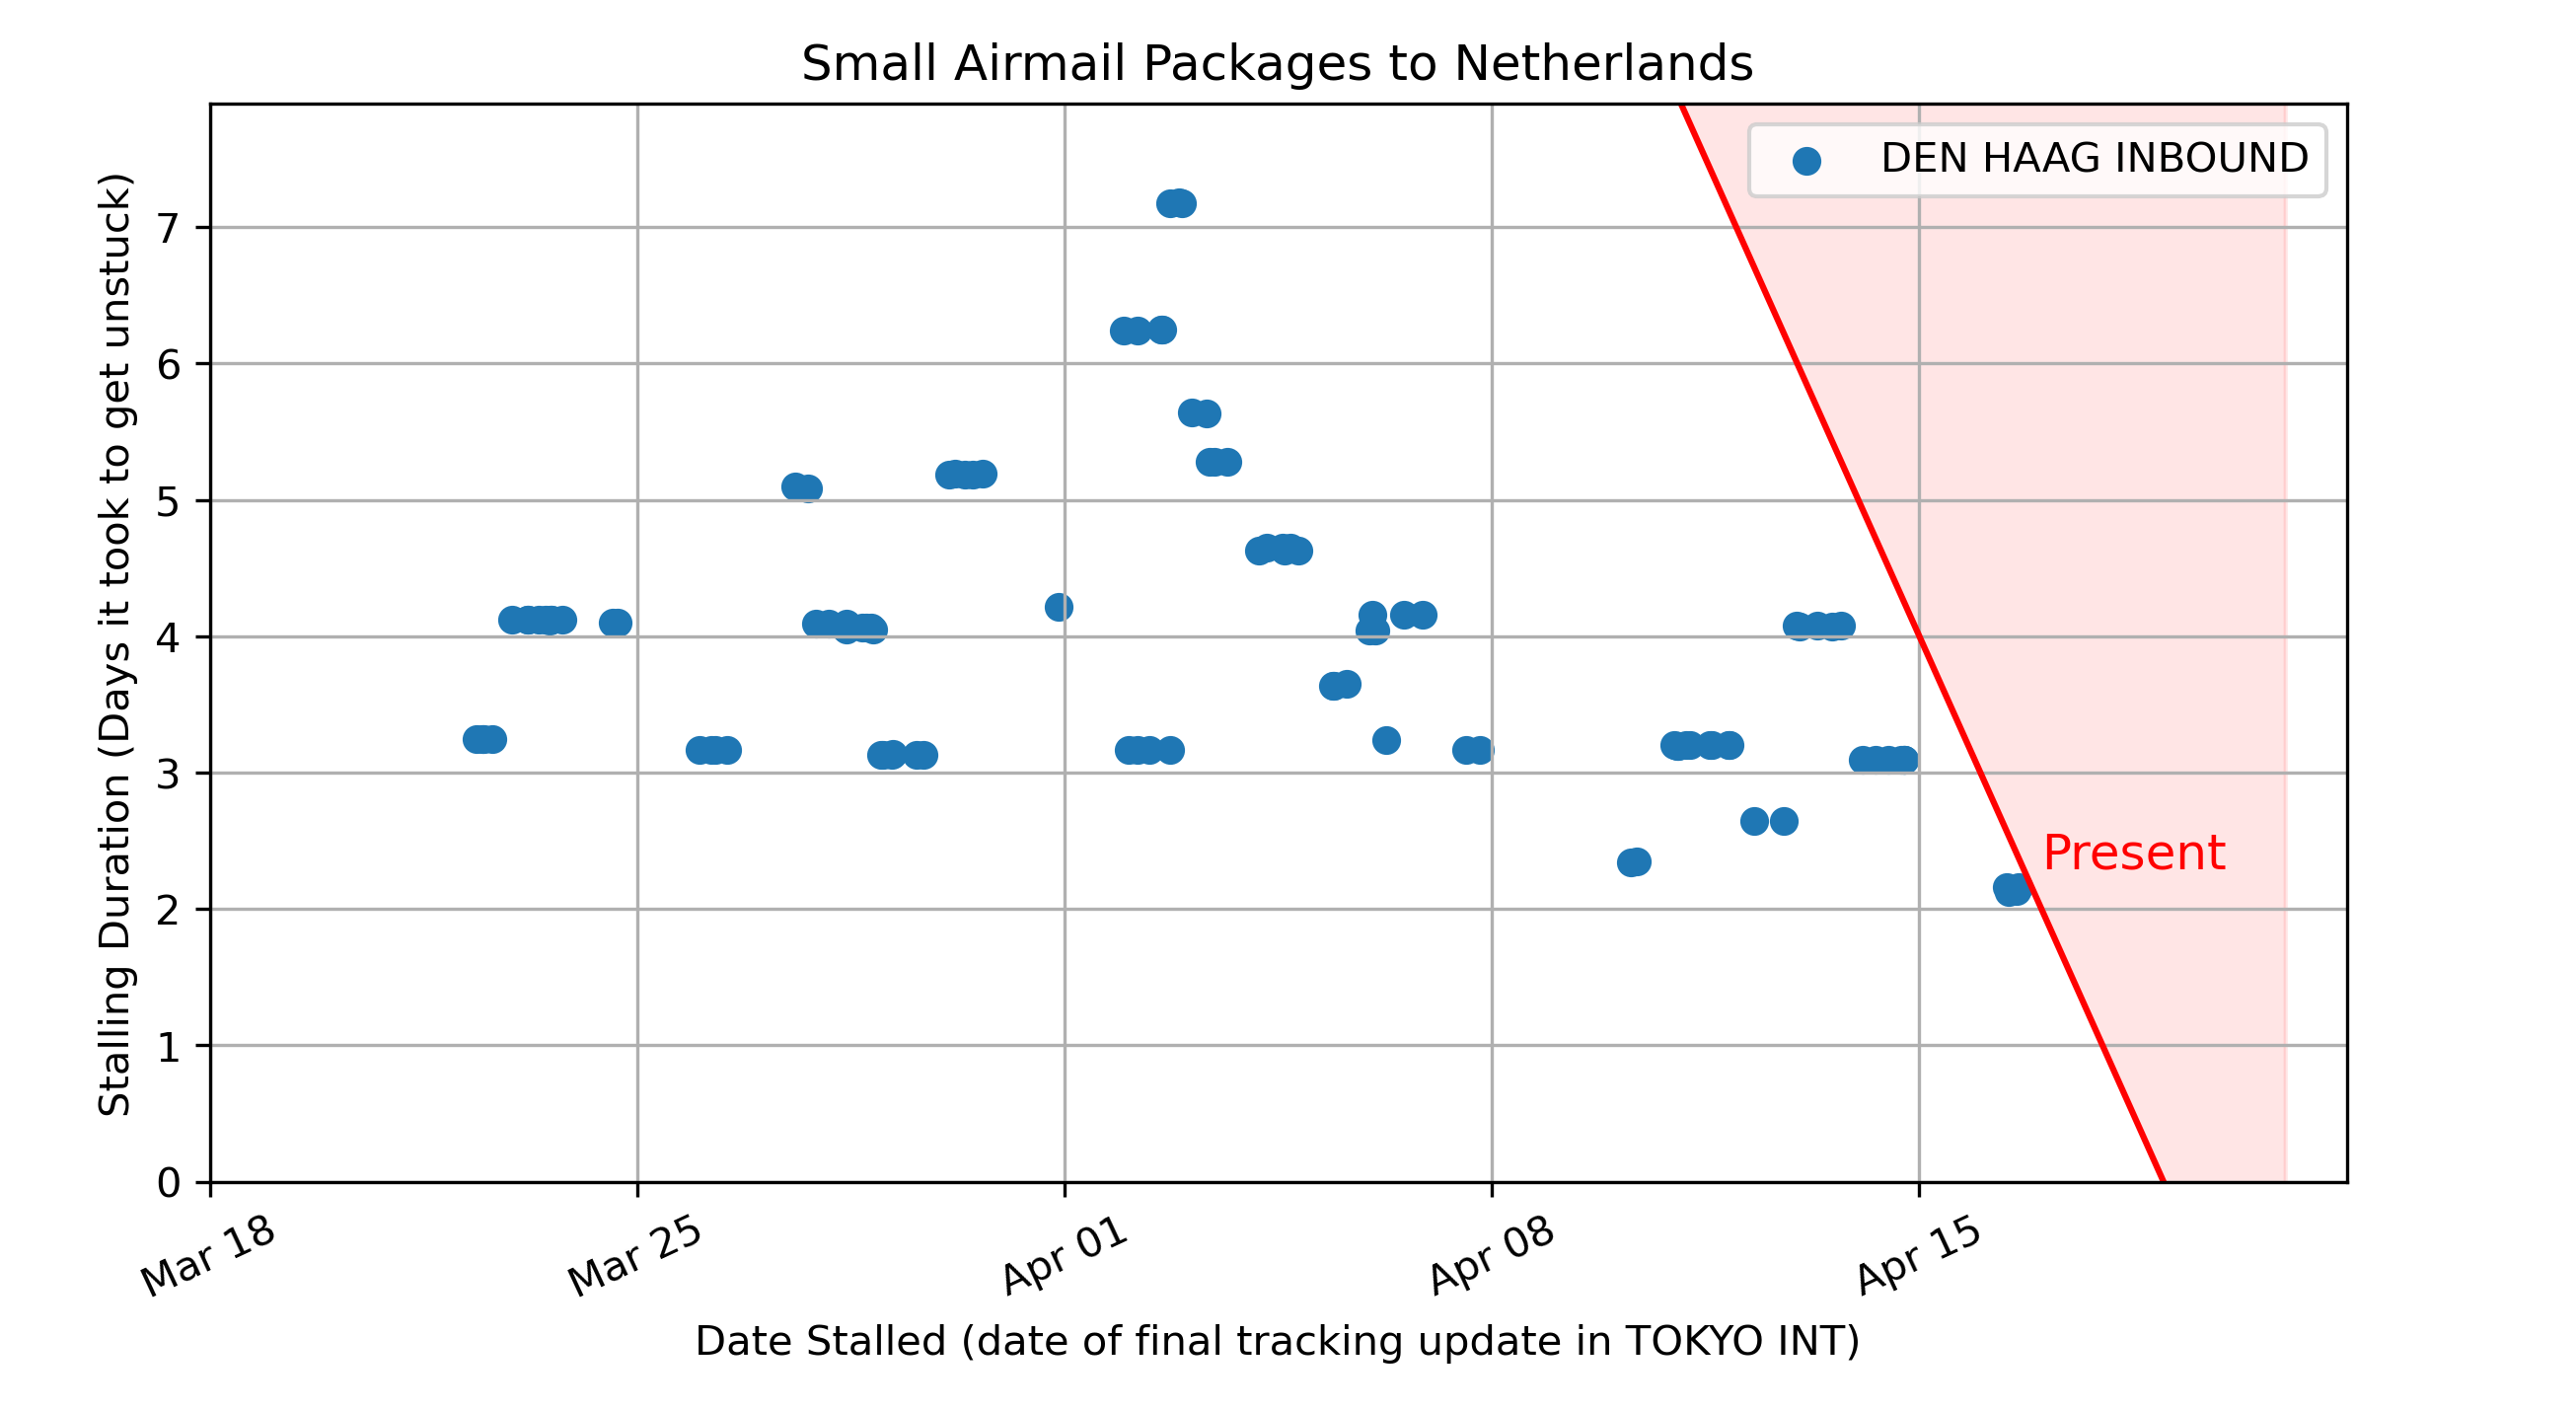 Small Airmail Packages to Netherlands
DEN HAAG INBOUND
Stalling Duration (Days it took to get unstuck)
7
6
5
4
3
2
1
0
Present
Mar 18
Mar 25
Apr 01
Apr 08
Apr 15
Date Stalled (date of final tracking update in TOKYO INT)